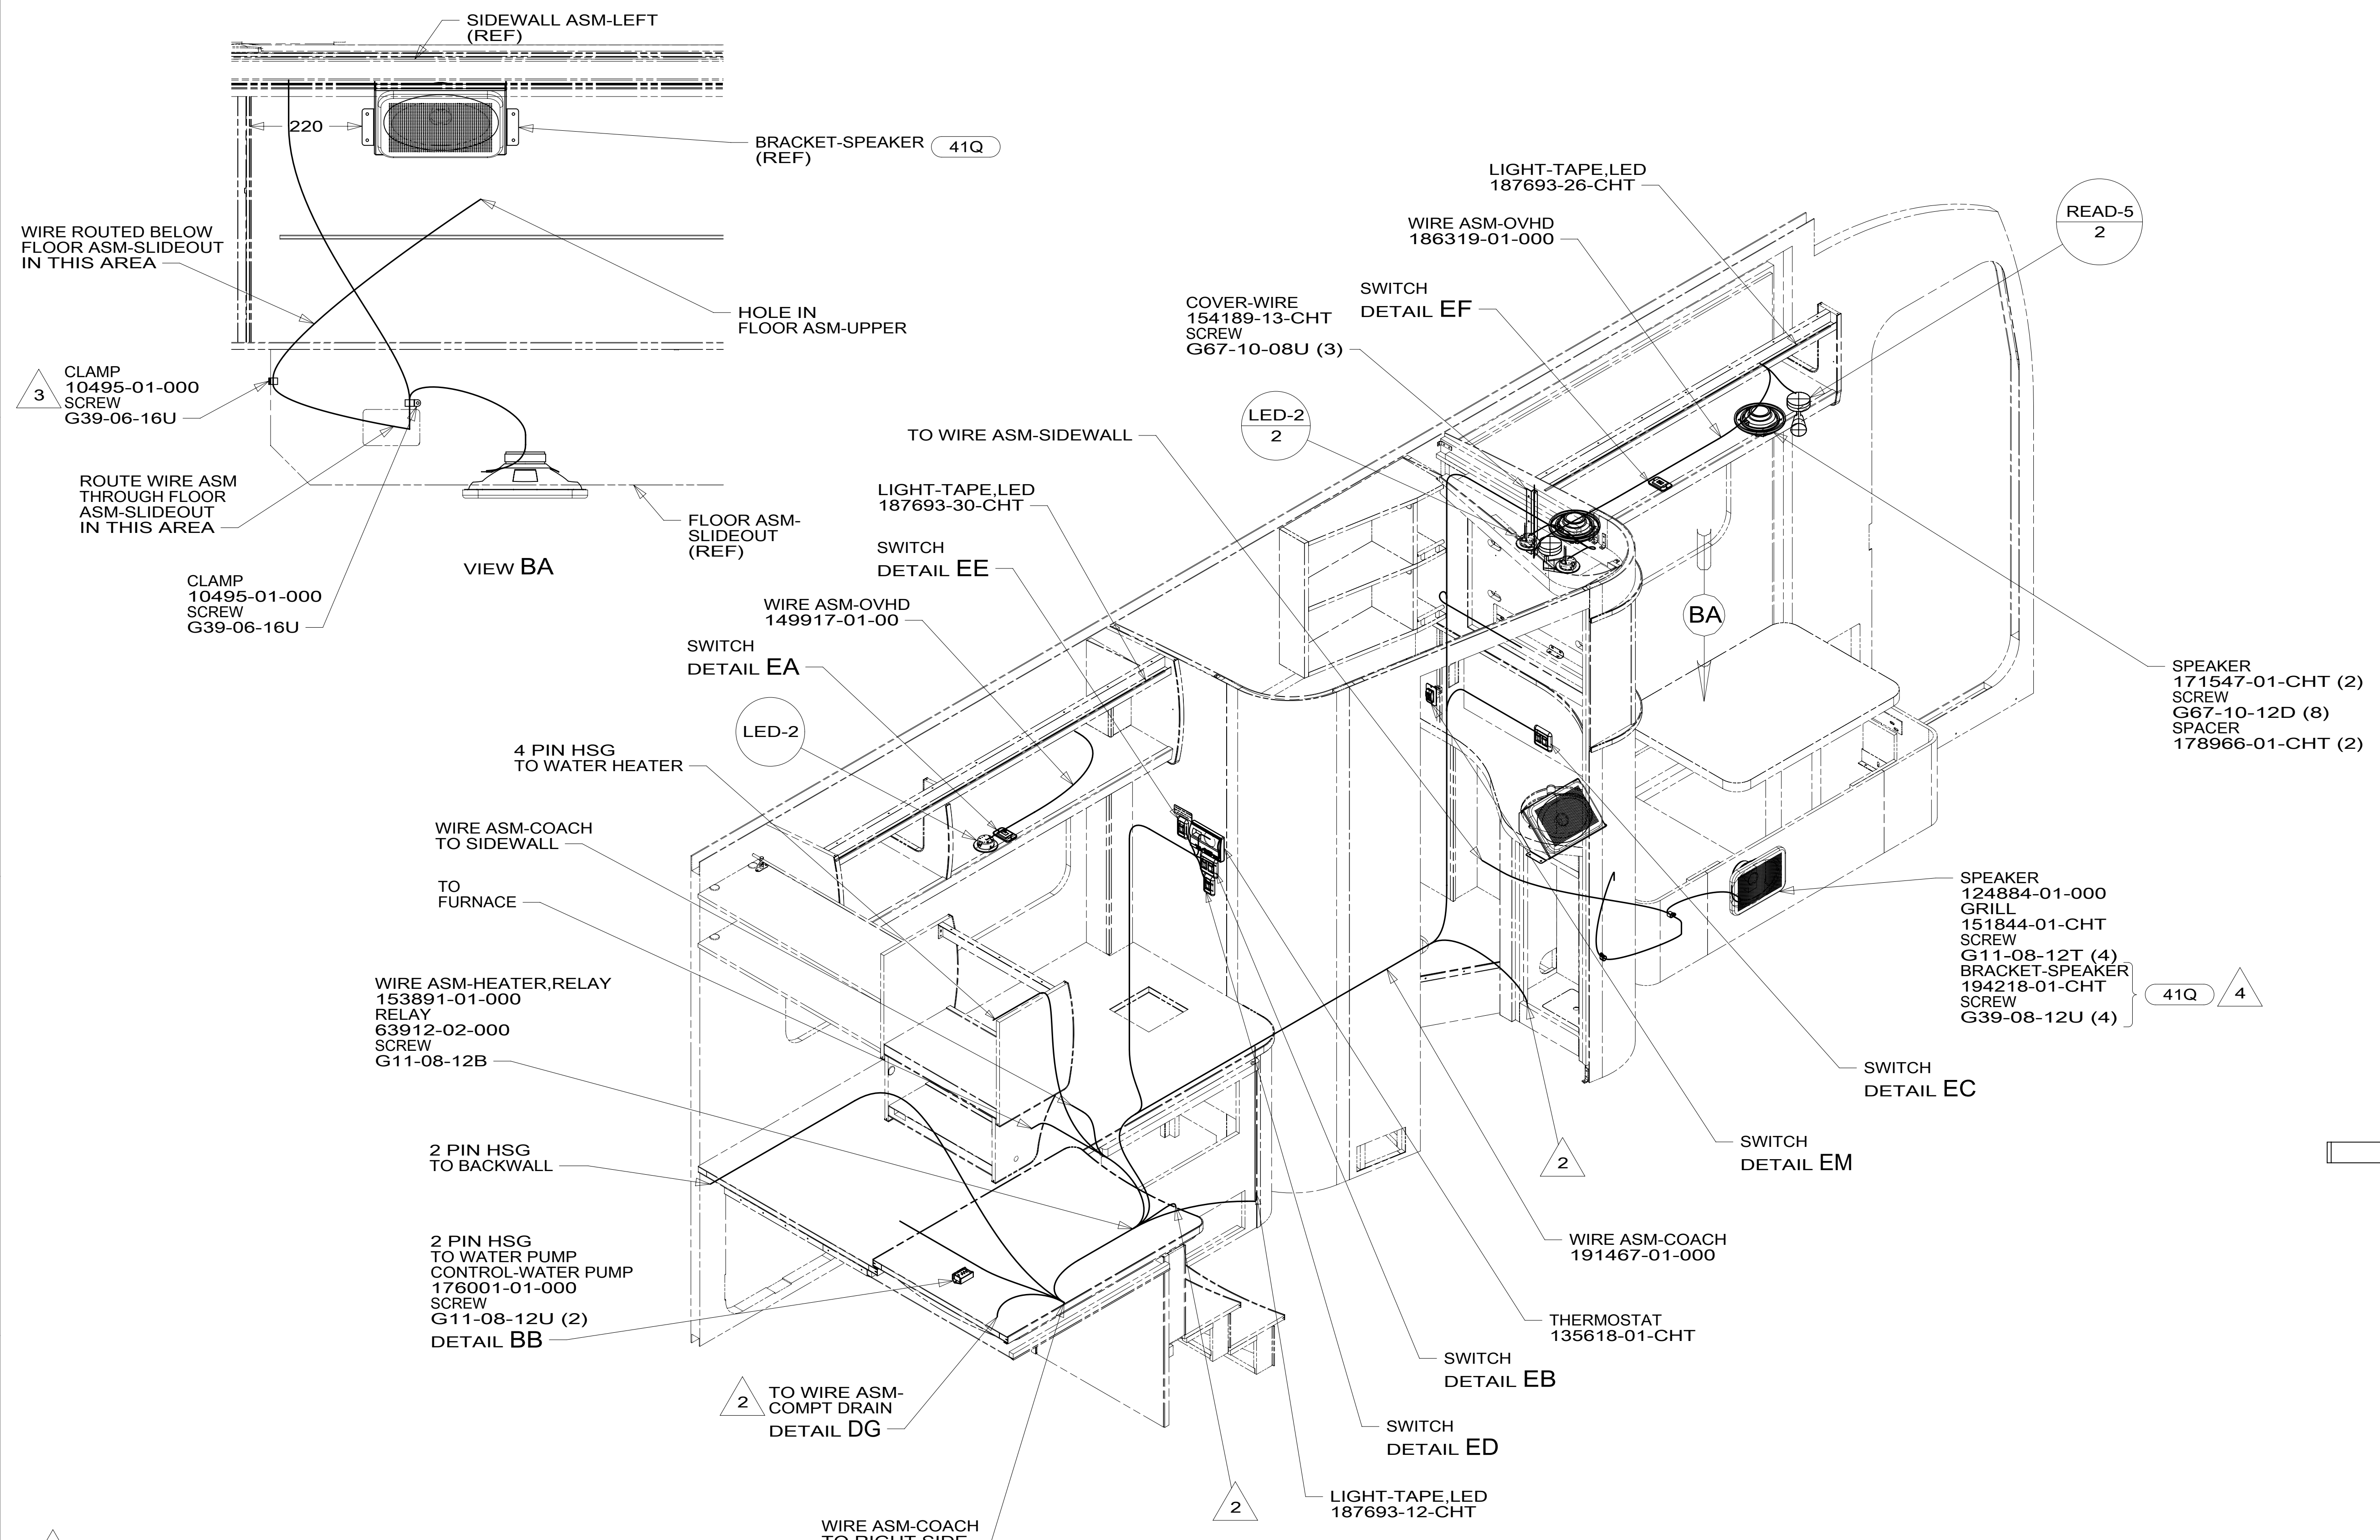 SIDEWALL ASM-LEFT
(REF)
220
BRACKET-SPEAKER 41Q
(REF)
WIRE ROUTED BELOW
FLOOR ASM-SLIDEOUT
IN THIS AREA
HOLE IN
FLOOR ASM-UPPER
3
CLAMP
10495-01-000
SCREW
G39-06-16U
ROUTE WIRE ASM
THROUGH FLOOR
ASM-SLIDEOUT
IN THIS AREA
FLOOR ASM-
SLIDEOUT
(REF)
VIEW BA
CLAMP
10495-01-000
SCREW
G39-06-16U
LIGHT-TAPE,LED
187693-26-CHT
READ-5
2
WIRE ASM-OVHD
186319-01-000
SWITCH
DETAIL EF
COVER-WIRE
154189-13-CHT
SCREW
G67-10-08U (3)
LED-2
2
TO WIRE ASM-SIDEWALL
LIGHT-TAPE,LED
187693-30-CHT
SWITCH
DETAIL EE
WIRE ASM-OVHD
149917-01-00
SWITCH
DETAIL EA
LED-2
4 PIN HSG
TO WATER HEATER
WIRE ASM-COACH
TO SIDEWALL
TO
FURNACE
WIRE ASM-HEATER,RELAY
153891-01-000
RELAY
63912-02-000
SCREW
G11-08-12B
2 PIN HSG
TO BACKWALL
2 PIN HSG
TO WATER PUMP
CONTROL-WATER PUMP
176001-01-000
SCREW
G11-08-12U (2)
DETAIL BB
2
TO WIRE ASM-
COMPT DRAIN
DETAIL DG
WIRE ASM-COACH
TO RIGHT SIDE
BA
SPEAKER
171547-01-CHT (2)
SCREW
G67-10-12D (8)
SPACER
178966-01-CHT (2)
SPEAKER
124884-01-000
GRILL
151844-01-CHT
SCREW
G11-08-12T (4)
BRACKET-SPEAKER
194218-01-CHT
SCREW
G39-08-12U (4)
41Q
4
SWITCH
DETAIL EC
SWITCH
DETAIL EM
2
WIRE ASM-COACH
191467-01-000
THERMOSTAT
135618-01-CHT
SWITCH
DETAIL EB
SWITCH
DETAIL ED
2
LIGHT-TAPE,LED
187693-12-CHT